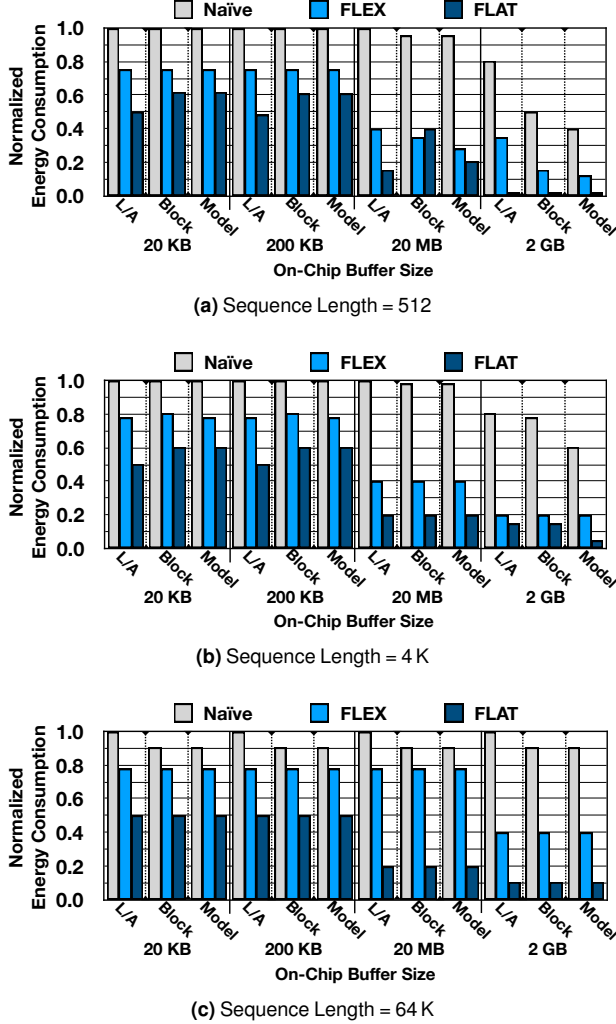 Naïve FLEX FLAT
Normalized
Energy Consumption
1.0
0.8
0.6
0.4
0.2
0.0
L/A Block Model L/A Block Model L/A Block Model L/A Block Model
20 KB 200 KB 20 MB 2 GB
On-Chip Buffer Size
(a) Sequence Length = 512
Naïve FLEX FLAT
Normalized
Energy Consumption
1.0
0.8
0.6
0.4
0.2
0.0
L/A Block Model L/A Block Model L/A Block Model L/A Block Model
20 KB 200 KB 20 MB 2 GB
On-Chip Buffer Size
(b) Sequence Length = 4 K
Naïve FLEX FLAT
Normalized
Energy Consumption
1.0
0.8
0.6
0.4
0.2
0.0
L/A Block Model L/A Block Model L/A Block Model L/A Block Model
20 KB 200 KB 20 MB 2 GB
On-Chip Buffer Size
(c) Sequence Length = 64 K